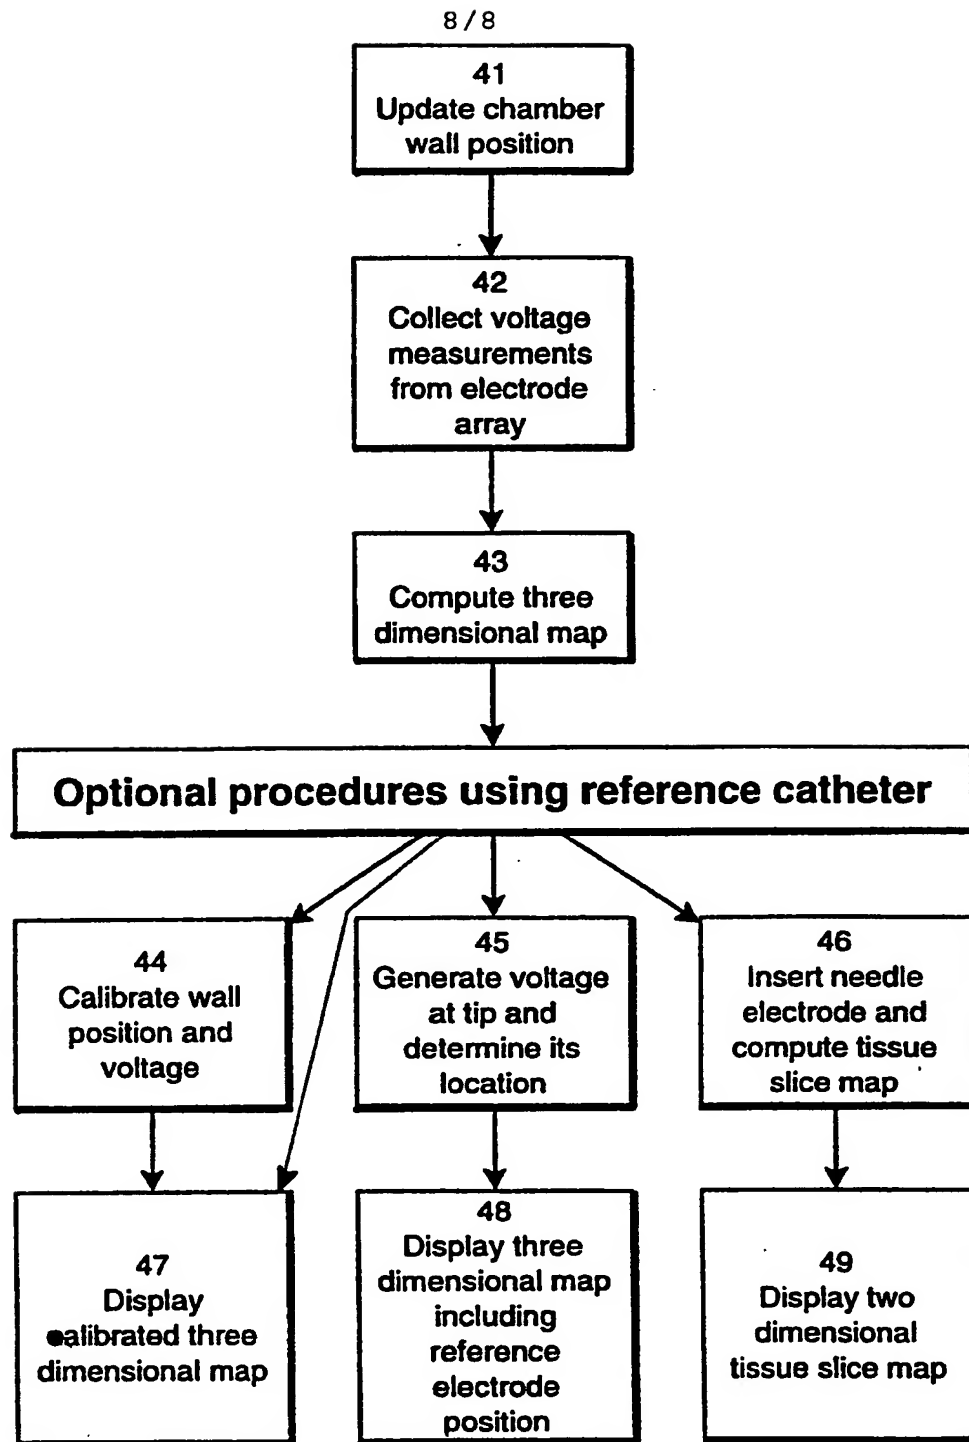 8/8
41
Update chamber
wall position
42
Collect voltage
measurements
from electrode
array
43
Compute three
dimensional map
Optional procedures using reference catheter
44
Calibrate wall
position and
voltage
45
Generate voltage
at tip and
determine its
location
46
Insert needle
electrode and
compute tissue
slice map
47
Display
calibrated three
dimensional map
48
Display three
dimensional map
including
reference
electrode
position
49
Display two
dimensional
tissue slice map